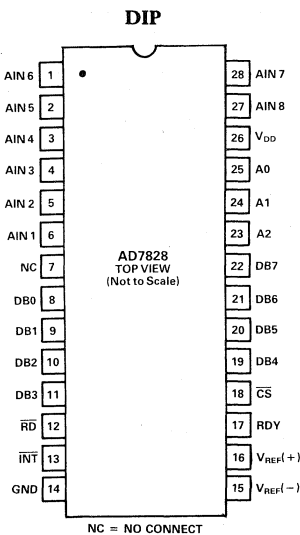 DIP
AIN 6 1 28 AIN 7
AIN 5 2 27 AIN 8
AIN 4 3 26 VDD
AIN 3 4 25 A0
AIN 2 5 24 A1
AIN 1 6 23 A2
AD7828
TOP VIEW
(Not to Scale)
NC 7 22 DB7
DB0 8 21 DB6
DB1 9 20 DB5
DB2 10 19 DB4
DB3 11 18 C̅S̅
R̅D̅ 12 17 RDY
I̅N̅T̅ 13 16 VREF(+)
GND 14 15 VREF(−)
NC = NO CONNECT